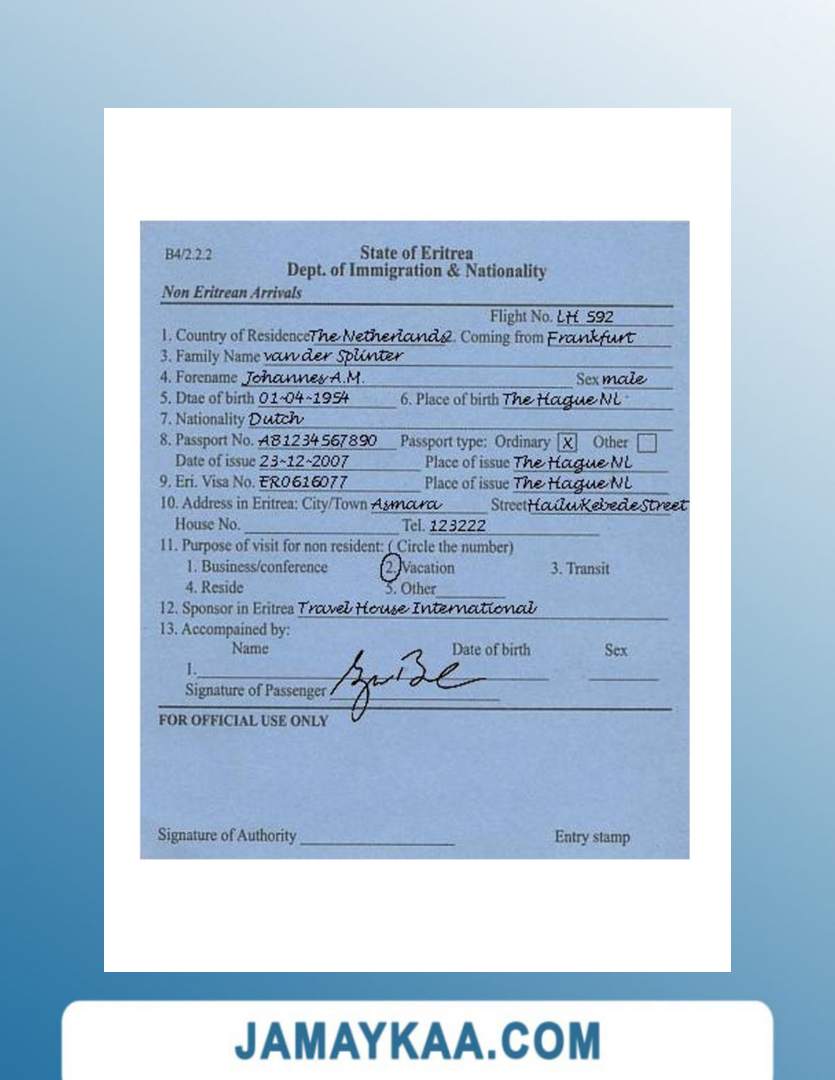 B4/2.2.2 State of Eritrea
Dept. of Immigration & Nationality
Non Eritrean Arrivals
Flight No. LH 592
1. Country of Residence The Netherlands 2. Coming from Frankfurt
3. Family Name van der Splinter
4. Forename Johannes A.M. Sex male
5. Dtae of birth 01-04-1954 6. Place of birth The Hague NL
7. Nationality Dutch
8. Passport No. AB1234567890 Passport type: Ordinary X Other
Date of issue 23-12-2007 Place of issue The Hague NL
9. Eri. Visa No. ER0616077 Place of issue The Hague NL
10. Address in Eritrea: City/Town Asmara Street Hailu Kebede Street
House No. Tel. 123222
11. Purpose of visit for non resident: ( Circle the number)
1. Business/conference 2. Vacation 3. Transit
4. Reside 5. Other
12. Sponsor in Eritrea Travel House International
13. Accompained by:
Name Date of birth Sex
1.
Signature of Passenger
FOR OFFICIAL USE ONLY
Signature of Authority Entry stamp
JAMAYKAA.COM